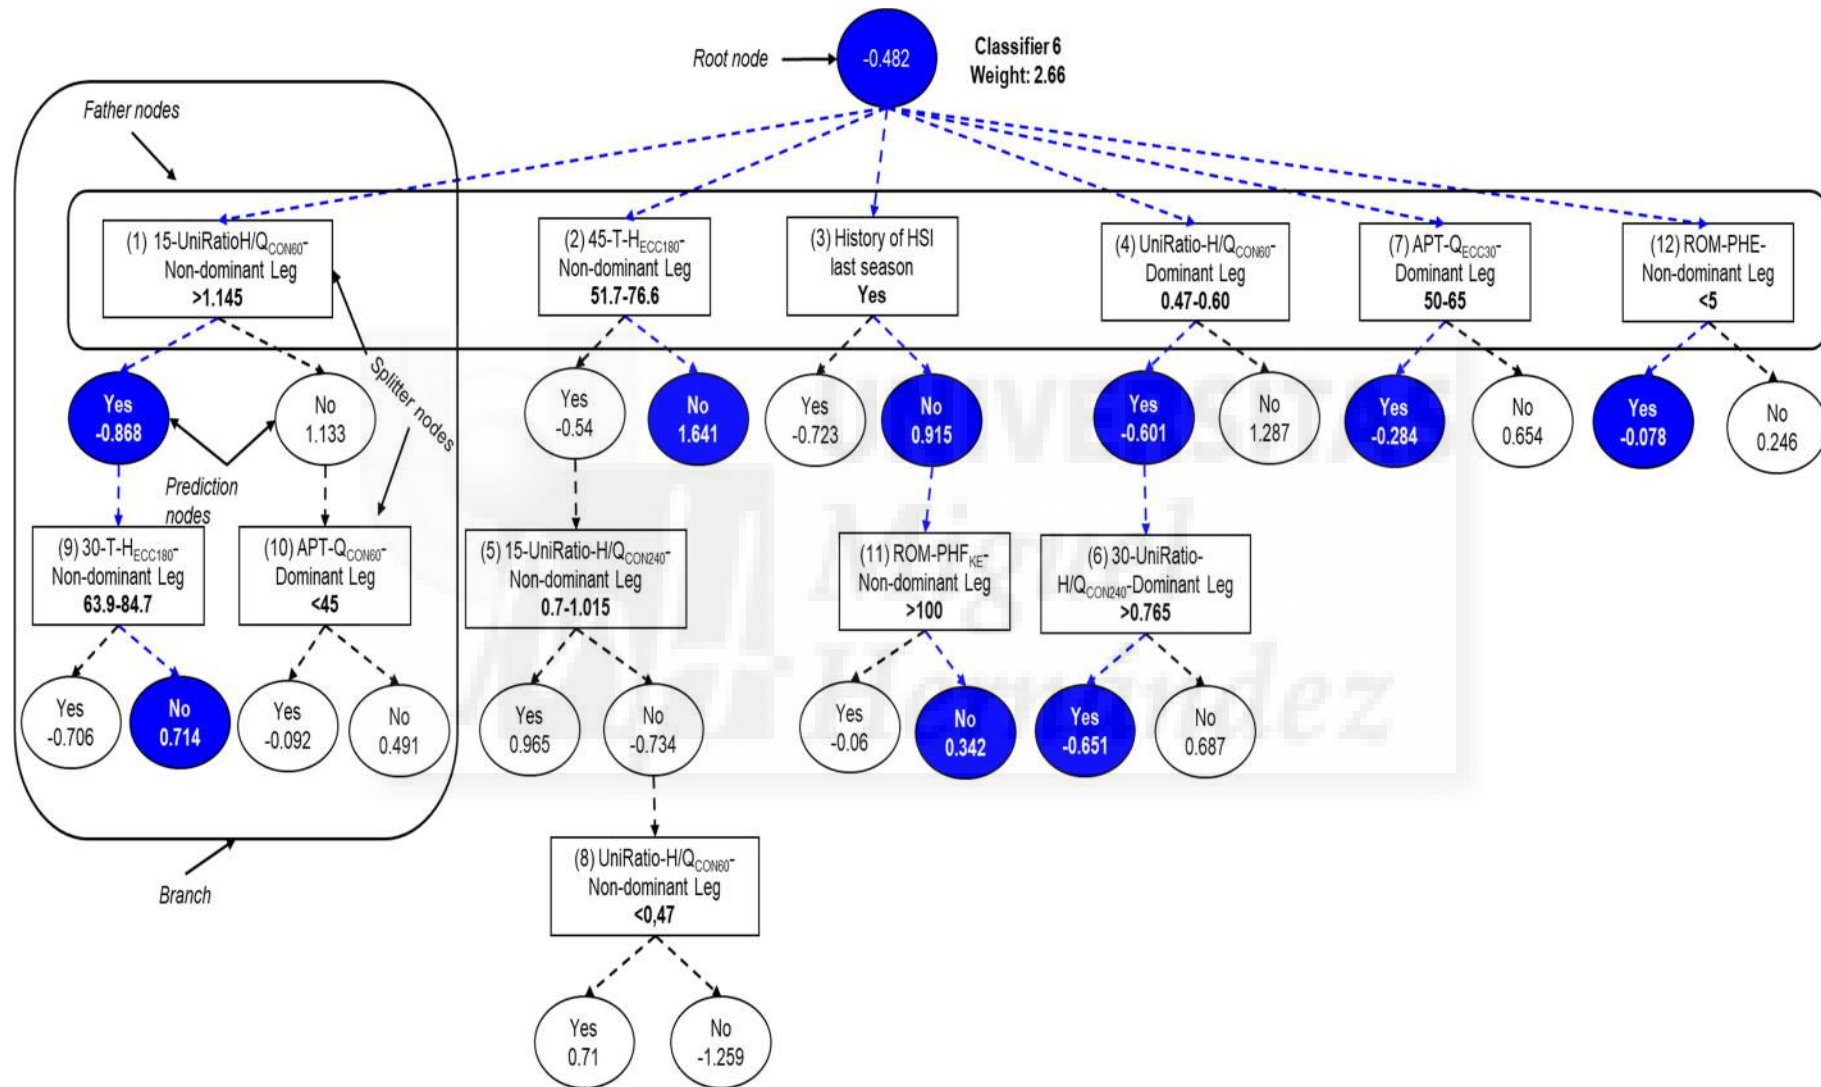 Root node
-0.482
Classifier 6
Weight: 2.66
Father nodes
(1) 15-UniRatioH/QCON60-
Non-dominant Leg
>1.145
(2) 45-T-HECC180-
Non-dominant Leg
51.7-76.6
(3) History of HSI
last season
Yes
(4) UniRatio-H/QCON60-
Dominant Leg
0.47-0.60
(7) APT-QECC30-
Dominant Leg
50-65
(12) ROM-PHE-
Non-dominant Leg
<5
Yes
-0.868
No
1.133
Splitter nodes
Yes
-0.54
No
1.641
Yes
-0.723
No
0.915
Yes
-0.601
No
1.287
Yes
-0.284
No
0.654
Yes
-0.078
No
0.246
Prediction
nodes
UNIVERSITAS
Miguel
Hernández
(9) 30-T-HECC180-
Non-dominant Leg
63.9-84.7
(10) APT-QCON60-
Dominant Leg
<45
(5) 15-UniRatio-H/QCON240-
Non-dominant Leg
0.7-1.015
(11) ROM-PHFKE-
Non-dominant Leg
>100
(6) 30-UniRatio-
H/QCON240-Dominant Leg
>0.765
Yes
-0.706
No
0.714
Yes
-0.092
No
0.491
Yes
0.965
No
-0.734
Yes
-0.06
No
0.342
Yes
-0.651
No
0.687
Branch
(8) UniRatio-H/QCON60-
Non-dominant Leg
<0,47
Yes
0.71
No
-1.259